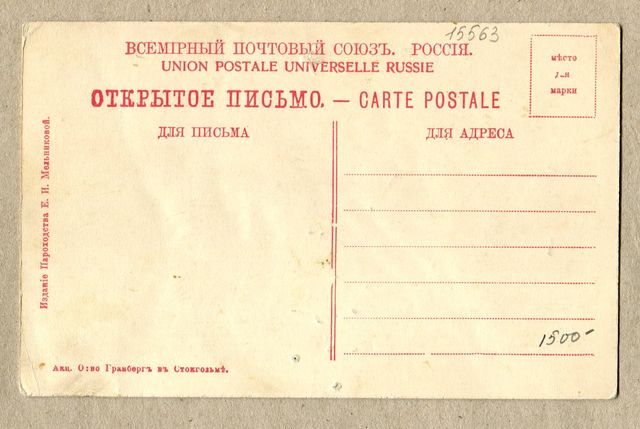 15563
ВСЕМІРНЫЙ ПОЧТОВЫЙ СОЮЗЪ. РОССІЯ.
UNION POSTALE UNIVERSELLE RUSSIE
ОТКРЫТОЕ ПИСЬМО. — CARTE POSTALE
мѣсто
для
марки
ДЛЯ ПИСЬМА
ДЛЯ АДРЕСА
Изданіе Пароходства Е. И. Мельниковой.
1500-
Акц. О-во Гранбергъ въ Стокгольмѣ.